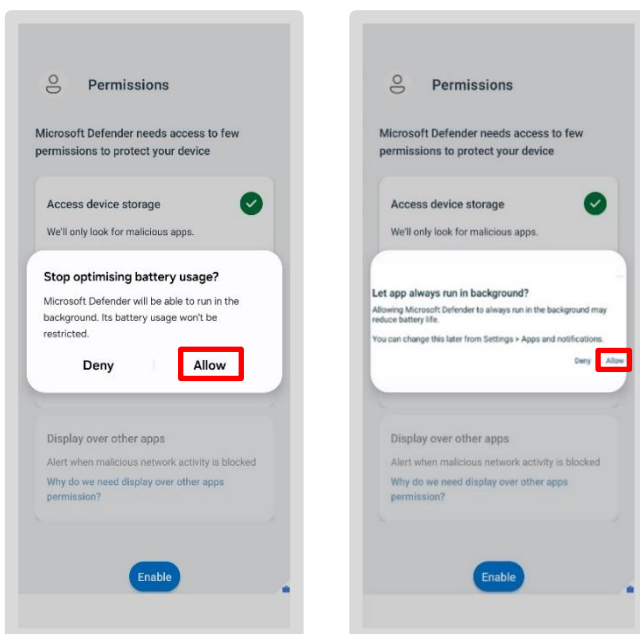 Permissions
Microsoft Defender needs access to few
permissions to protect your device
Access device storage
We'll only look for malicious apps.
Stop optimising battery usage?
Microsoft Defender will be able to run in the
background. Its battery usage won't be
restricted.
Deny
Allow
Display over other apps
Alert when malicious network activity is blocked
Why do we need display over other apps
permission?
Enable
Permissions
Microsoft Defender needs access to few
permissions to protect your device
Access device storage
We'll only look for malicious apps.
Let app always run in background?
Allowing Microsoft Defender to always run in the background may
reduce battery life.
You can change this later from Settings > Apps and notifications.
Deny
Allow
Display over other apps
Alert when malicious network activity is blocked
Why do we need display over other apps
permission?
Enable